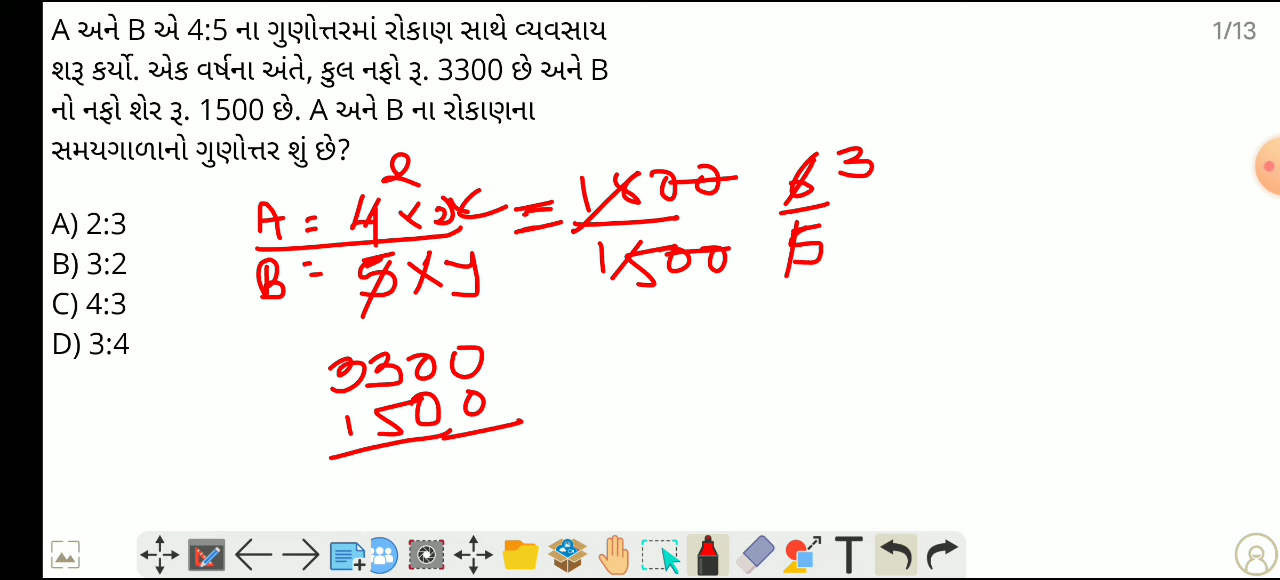 A અને B એ 4:5 ના ગુણોત્તરમાં રોકાણ સાથે વ્યવસાય
1/13
શરૂ કર્યો. એક વર્ષના અંતે, કુલ નફો રૂ. 3300 છે અને B
નો નફો શેર રૂ. 1500 છે. A અને B ના રોકાણના
સમયગાળાનો ગુણોત્તર શું છે?
A) 2:3
B) 3:2
C) 4:3
D) 3:4
2
A = 4 × x = 1800 6 3
B = 5 × y 1500 5
3300
1500
T